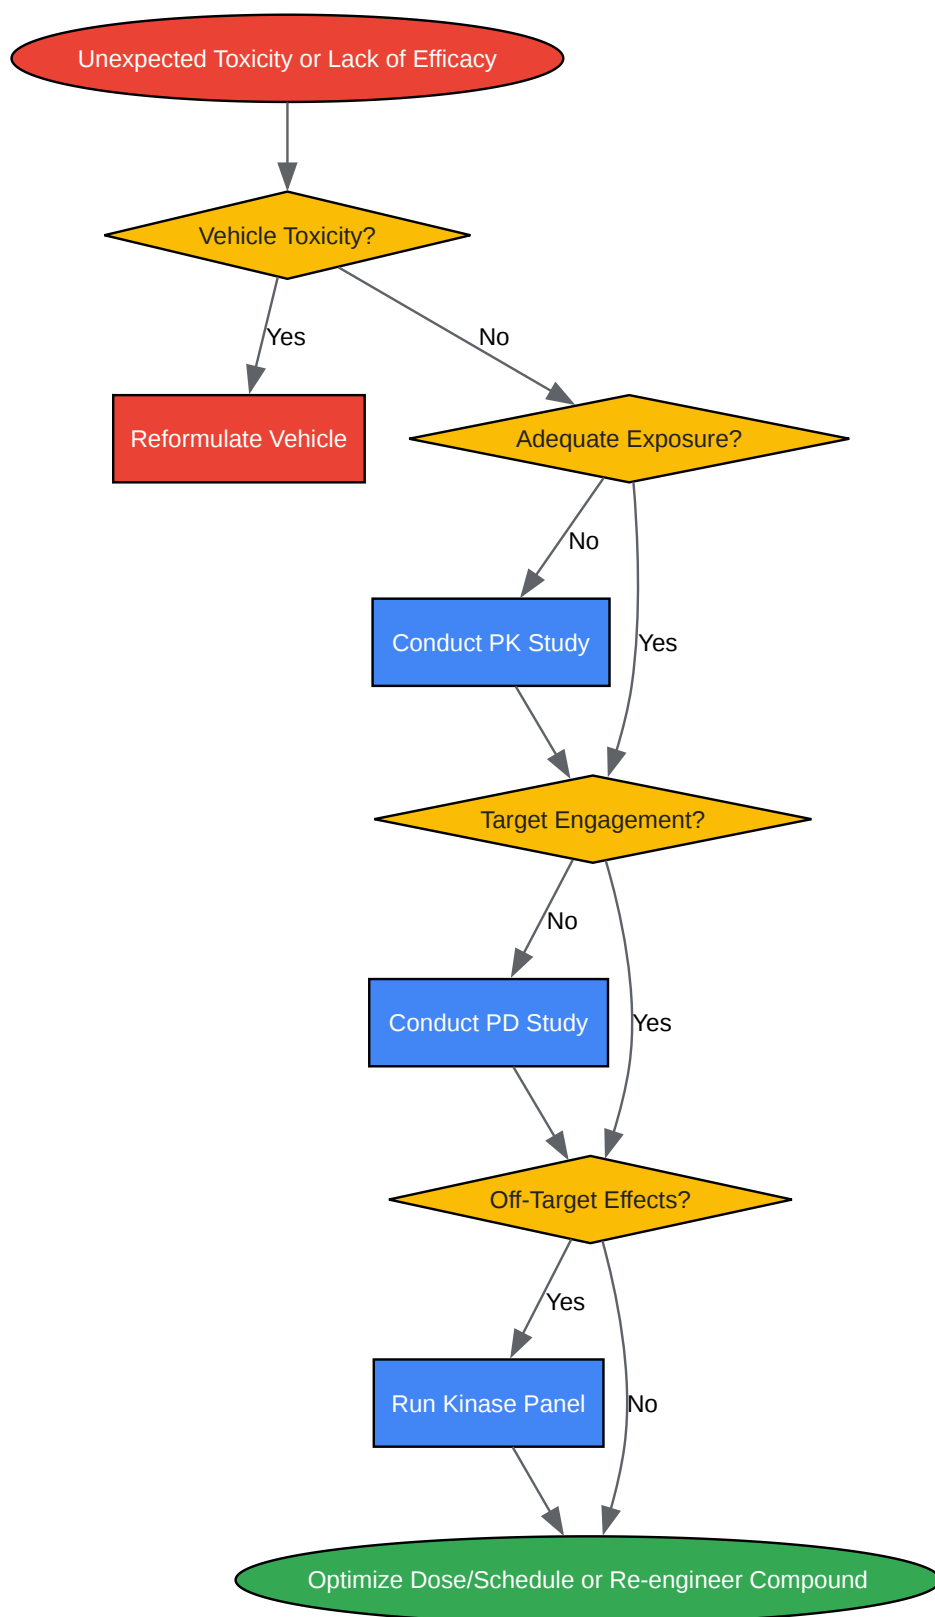 Unexpected Toxicity or Lack of Efficacy
Vehicle Toxicity?
Yes
No
Reformulate Vehicle
Adequate Exposure?
No
Conduct PK Study
Yes
Target Engagement?
No
Conduct PD Study
Yes
Off-Target Effects?
Yes
Run Kinase Panel
No
Optimize Dose/Schedule or Re-engineer Compound